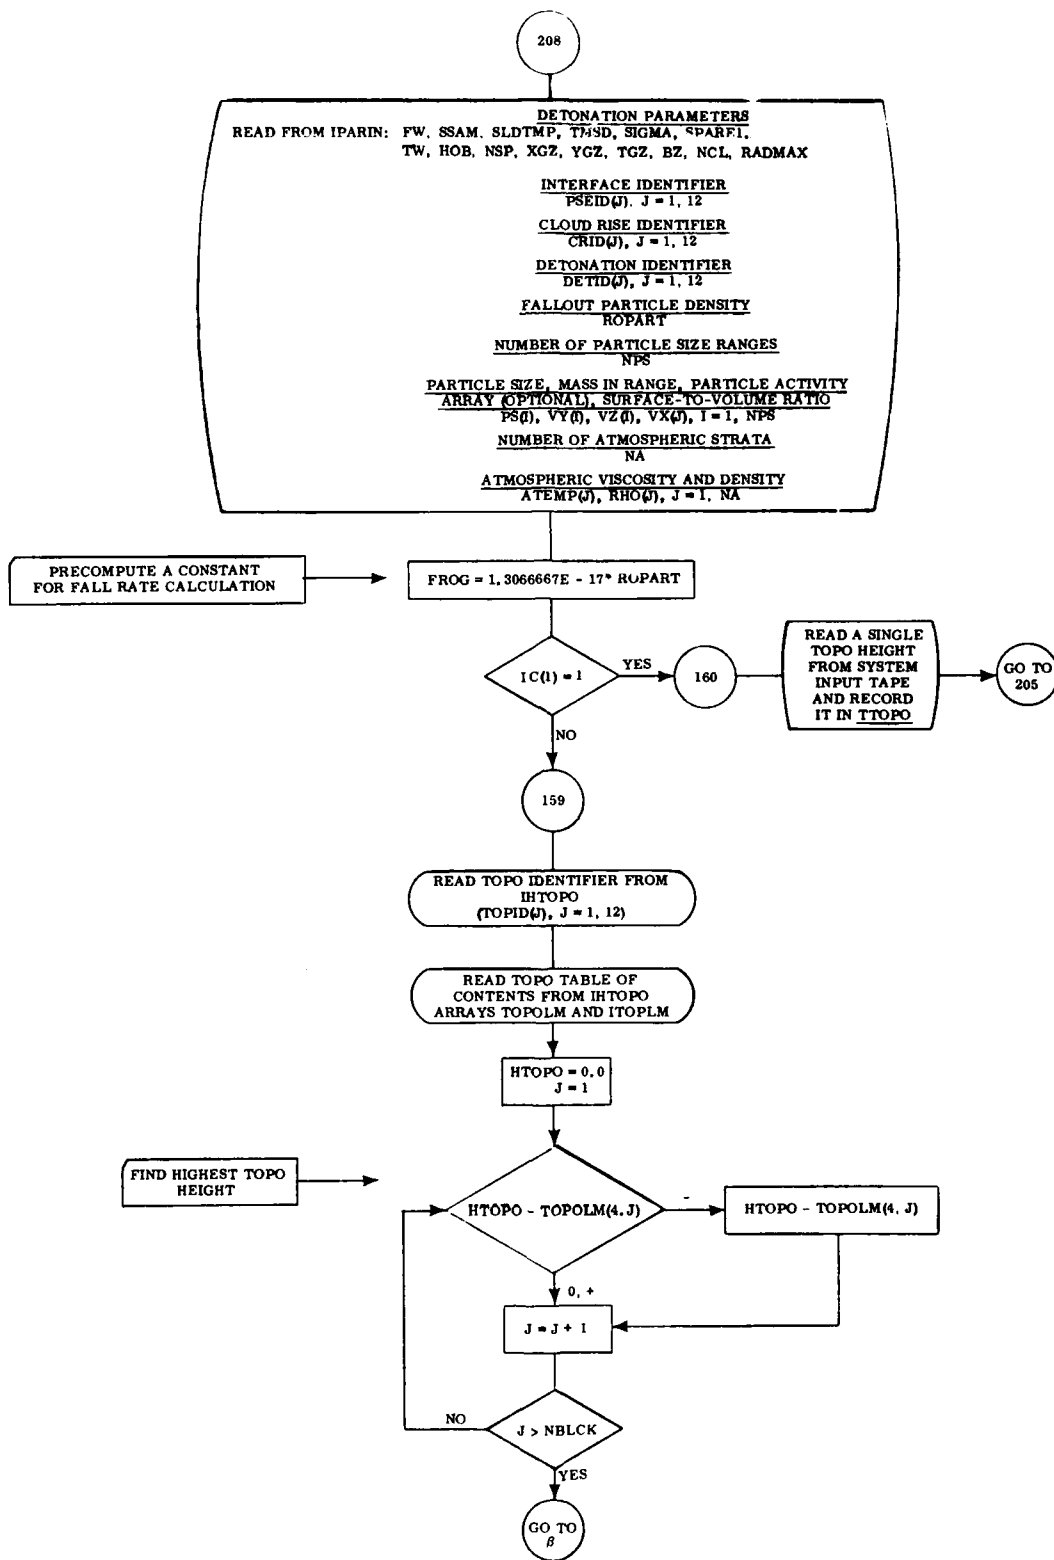 208
DETONATION PARAMETERS
READ FROM IPARIN: FW, SSAM, SLDTMP, TMSD, SIGMA, SPARE1,
TW, HOB, NSP, XGZ, YGZ, TGZ, BZ, NCL, RADMAX
INTERFACE IDENTIFIER
PSEID(J), J = 1, 12
CLOUD RISE IDENTIFIER
CRID(J), J = 1, 12
DETONATION IDENTIFIER
DETID(J), J = 1, 12
FALLOUT PARTICLE DENSITY
ROPART
NUMBER OF PARTICLE SIZE RANGES
NPS
PARTICLE SIZE, MASS IN RANGE, PARTICLE ACTIVITY
ARRAY (OPTIONAL), SURFACE-TO-VOLUME RATIO
PS(I), VY(I), VZ(I), VX(J), I = 1, NPS
NUMBER OF ATMOSPHERIC STRATA
NA
ATMOSPHERIC VISCOSITY AND DENSITY
ATEMP(J), RHO(J), J = 1, NA
PRECOMPUTE A CONSTANT
FOR FALL RATE CALCULATION
FROG = 1,3066667E - 17* ROPART
IC(1) = 1
YES
160
READ A SINGLE
TOPO HEIGHT
FROM SYSTEM
INPUT TAPE
AND RECORD
IT IN TTOPO
GO TO
205
NO
159
READ TOPO IDENTIFIER FROM
IHTOPO
(TOPID(J), J = 1, 12)
READ TOPO TABLE OF
CONTENTS FROM IHTOPO
ARRAYS TOPOLM AND ITOPLM
HTOPO = 0,0
J = 1
FIND HIGHEST TOPO
HEIGHT
HTOPO - TOPOLM(4, J)
-
HTOPO - TOPOLM(4, J)
0, +
J = J + 1
NO
J > NBLCK
YES
GO TO
β